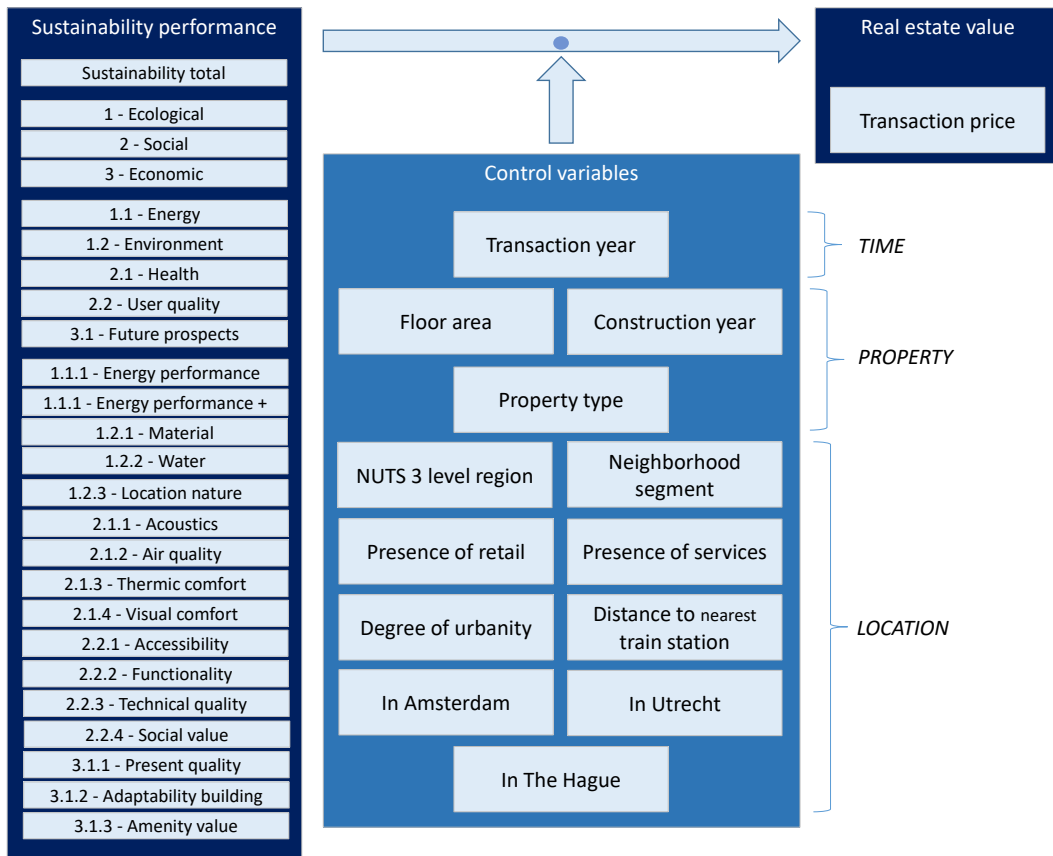 Sustainability performance
Sustainability total
1 - Ecological
2 - Social
3 - Economic
1.1 - Energy
1.2 - Environment
2.1 - Health
2.2 - User quality
3.1 - Future prospects
1.1.1 - Energy performance
1.1.1 - Energy performance +
1.2.1 - Material
1.2.2 - Water
1.2.3 - Location nature
2.1.1 - Acoustics
2.1.2 - Air quality
2.1.3 - Thermic comfort
2.1.4 - Visual comfort
2.2.1 - Accessibility
2.2.2 - Functionality
2.2.3 - Technical quality
2.2.4 - Social value
3.1.1 - Present quality
3.1.2 - Adaptability building
3.1.3 - Amenity value
Control variables
Transaction year
Floor area
Construction year
Property type
NUTS 3 level region
Neighborhood
segment
Presence of retail
Presence of services
Degree of urbanity
Distance to nearest
train station
In Amsterdam
In Utrecht
In The Hague
Real estate value
Transaction price
TIME
PROPERTY
LOCATION